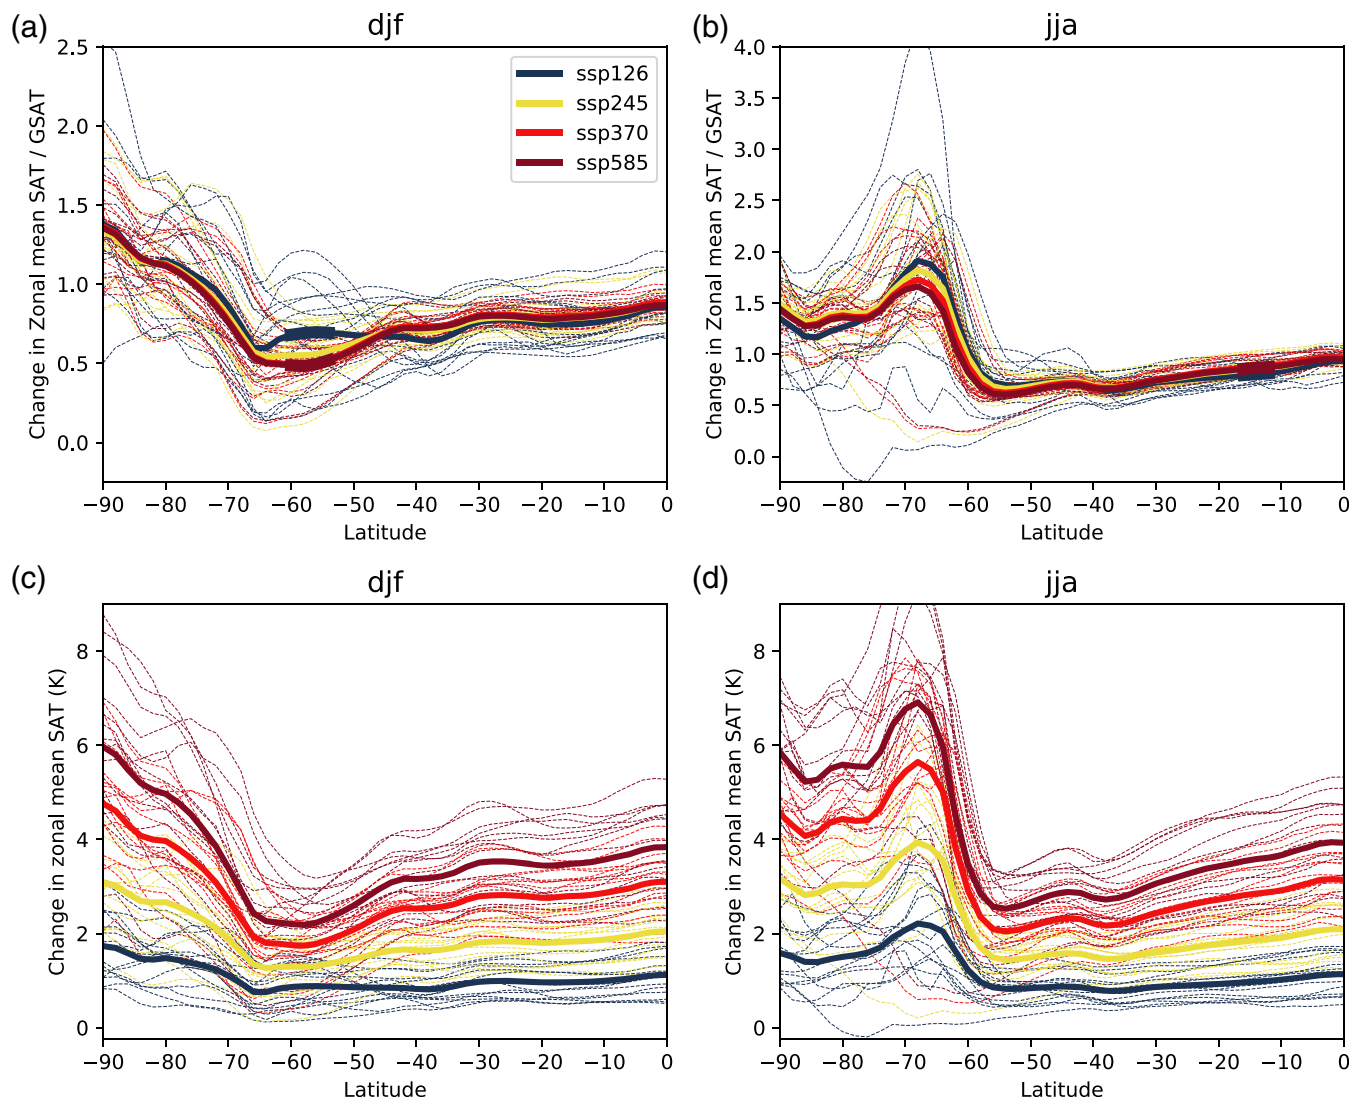 (a)
djf
Change in Zonal mean SAT / GSAT
2.5
2.0
1.5
1.0
0.5
0.0
ssp126
ssp245
ssp370
ssp585
−90 −80 −70 −60 −50 −40 −30 −20 −10 0
Latitude
(b)
jja
Change in Zonal mean SAT / GSAT
4.0
3.5
3.0
2.5
2.0
1.5
1.0
0.5
0.0
−90 −80 −70 −60 −50 −40 −30 −20 −10 0
Latitude
(c)
djf
Change in zonal mean SAT (K)
8
6
4
2
0
−90 −80 −70 −60 −50 −40 −30 −20 −10 0
Latitude
(d)
jja
Change in zonal mean SAT (K)
8
6
4
2
0
−90 −80 −70 −60 −50 −40 −30 −20 −10 0
Latitude